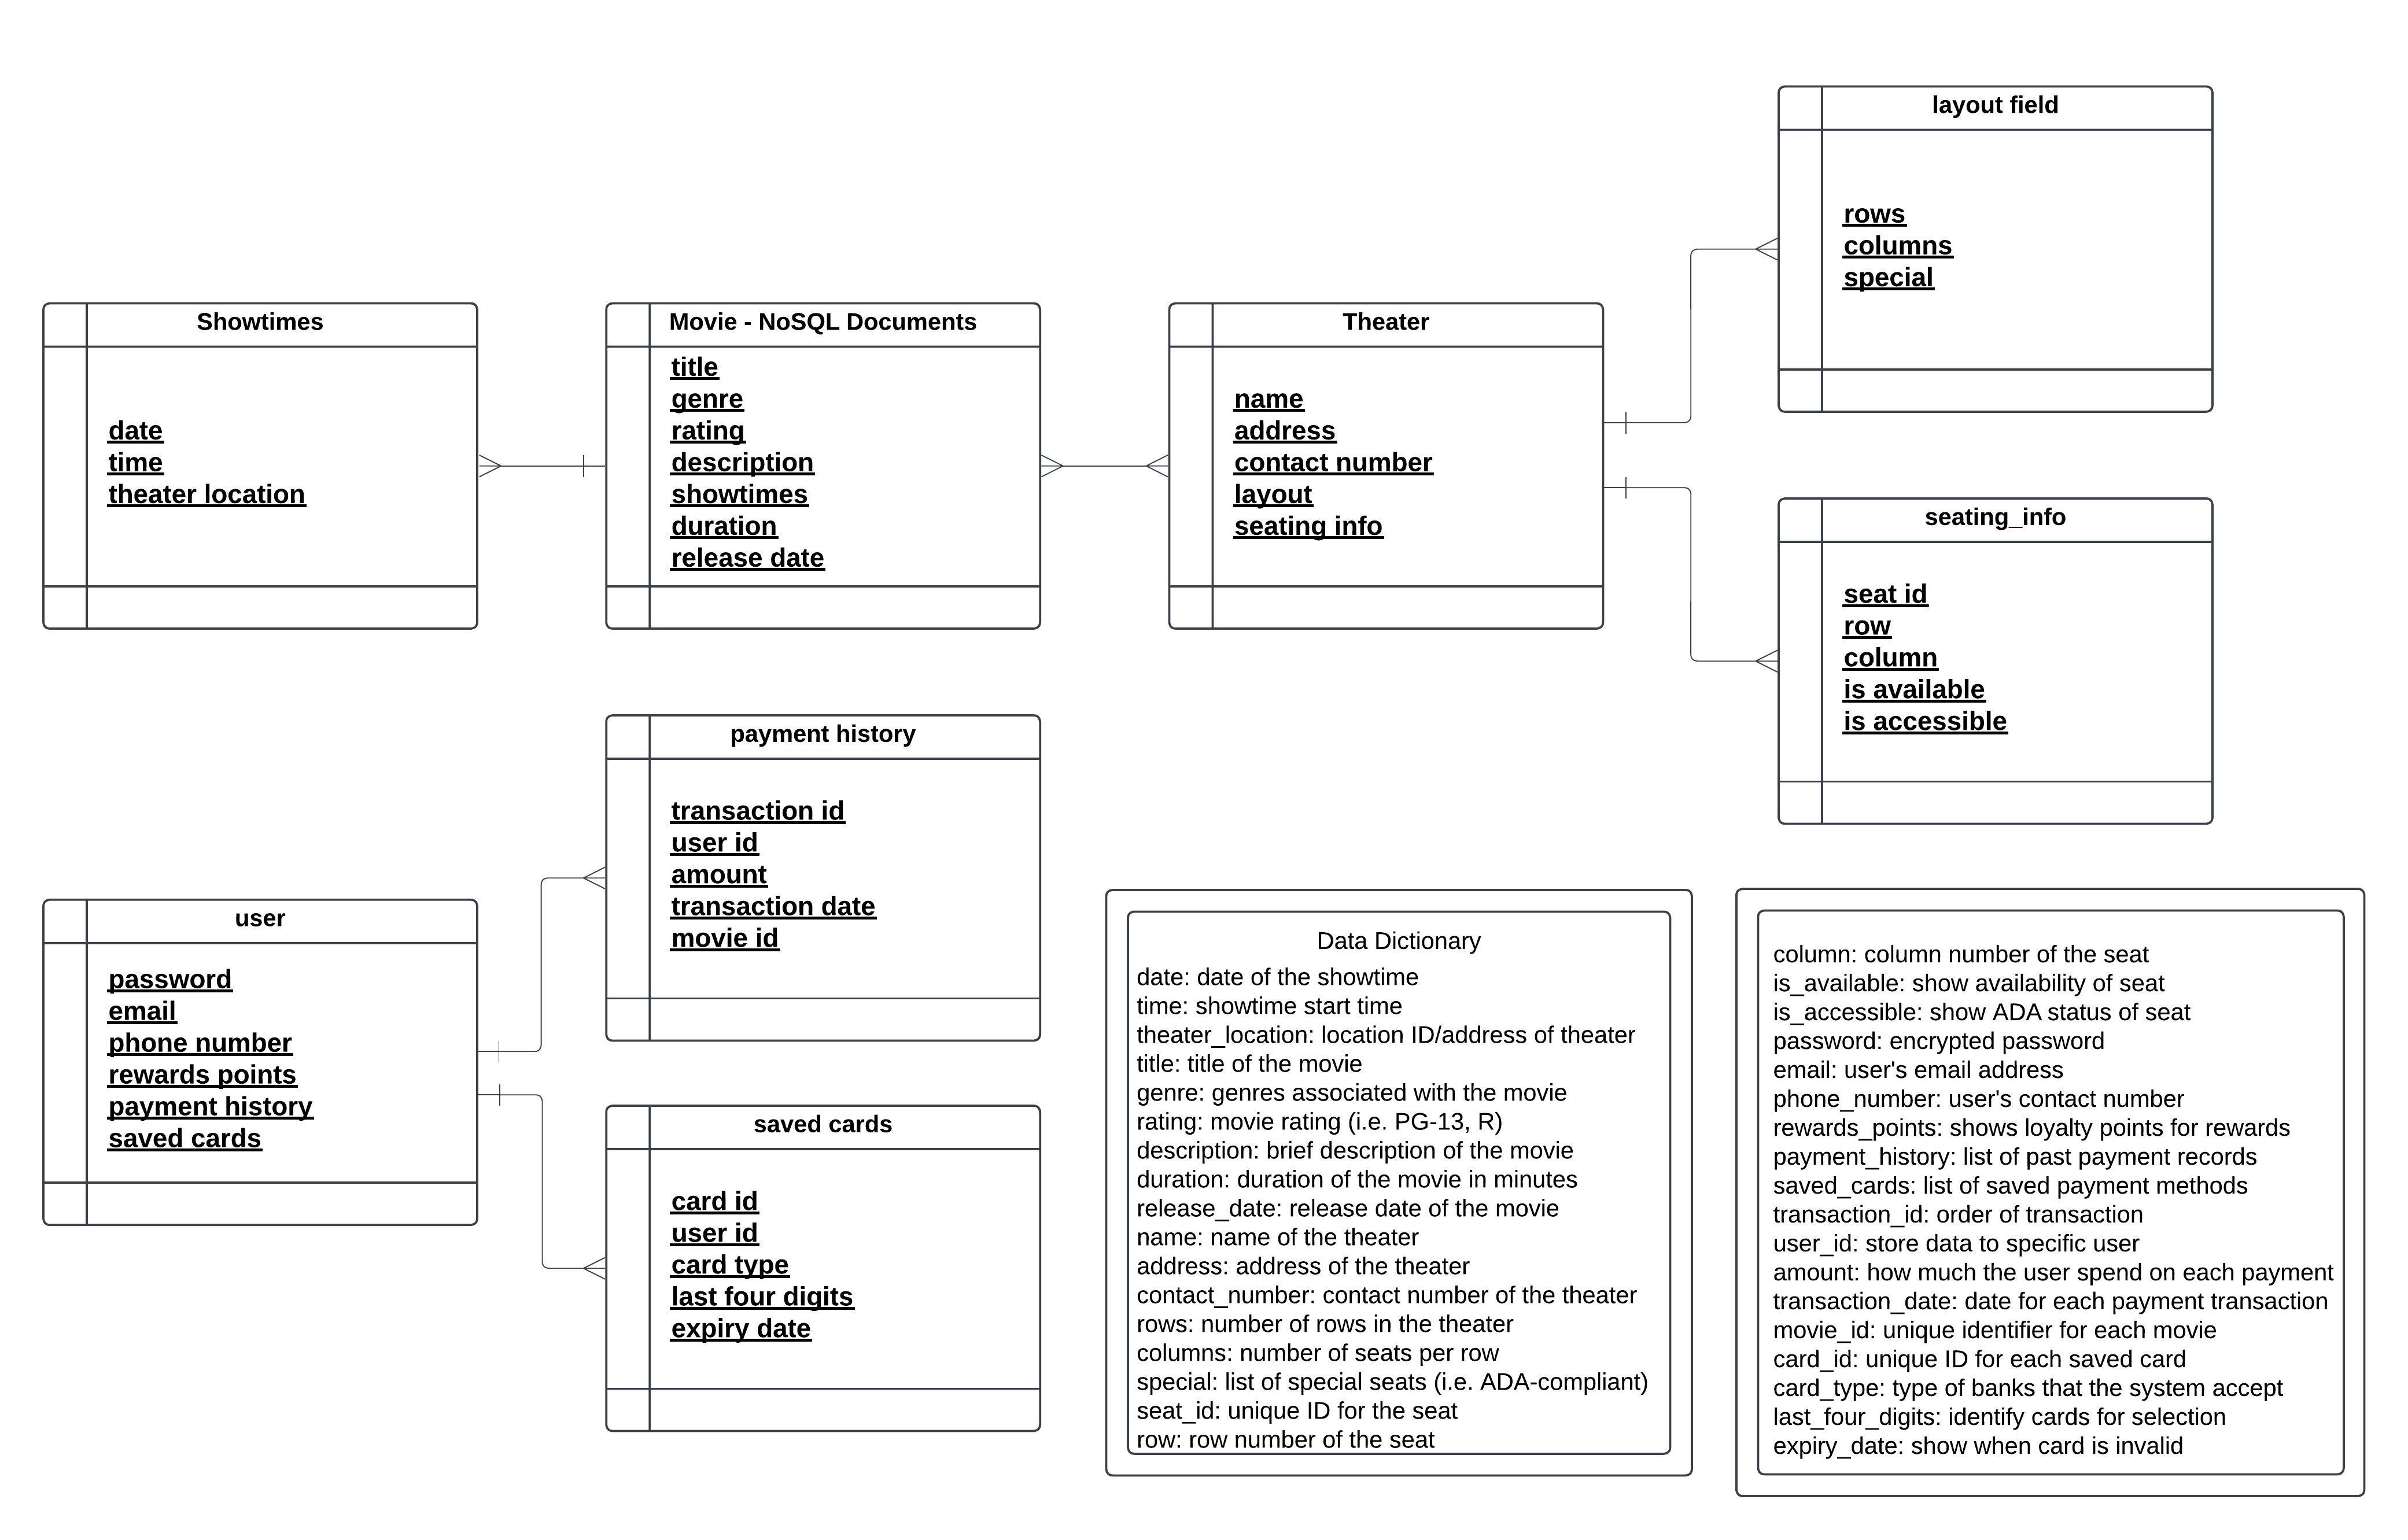 layout field
rows
columns
special
Showtimes
date
time
theater location
Movie - NoSQL Documents
title
genre
rating
description
showtimes
duration
release date
Theater
name
address
contact number
layout
seating info
seating_info
seat id
row
column
is available
is accessible
payment history
transaction id
user id
amount
transaction date
movie id
user
password
email
phone number
rewards points
payment history
saved cards
saved cards
card id
user id
card type
last four digits
expiry date
Data Dictionary
date: date of the showtime
time: showtime start time
theater_location: location ID/address of theater
title: title of the movie
genre: genres associated with the movie
rating: movie rating (i.e. PG-13, R)
description: brief description of the movie
duration: duration of the movie in minutes
release_date: release date of the movie
name: name of the theater
address: address of the theater
contact_number: contact number of the theater
rows: number of rows in the theater
columns: number of seats per row
special: list of special seats (i.e. ADA-compliant)
seat_id: unique ID for the seat
row: row number of the seat
column: column number of the seat
is_available: show availability of seat
is_accessible: show ADA status of seat
password: encrypted password
email: user's email address
phone_number: user's contact number
rewards_points: shows loyalty points for rewards
payment_history: list of past payment records
saved_cards: list of saved payment methods
transaction_id: order of transaction
user_id: store data to specific user
amount: how much the user spend on each payment
transaction_date: date for each payment transaction
movie_id: unique identifier for each movie
card_id: unique ID for each saved card
card_type: type of banks that the system accept
last_four_digits: identify cards for selection
expiry_date: show when card is invalid